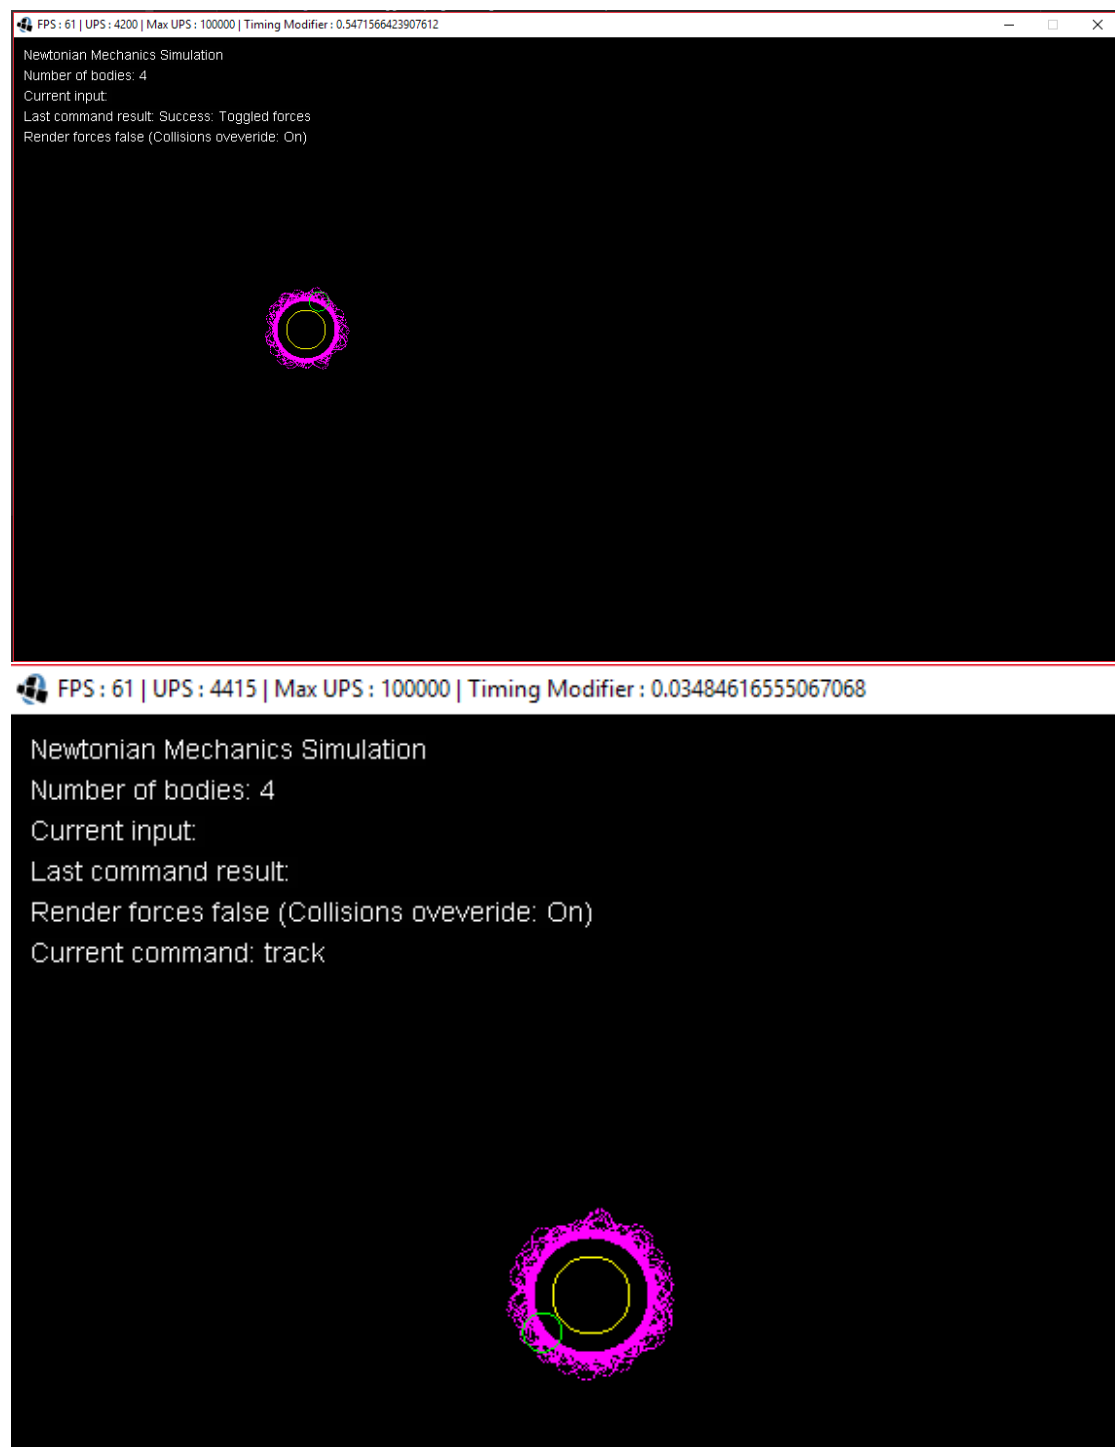 FPS : 61 | UPS : 4200 | Max UPS : 100000 | Timing Modifier : 0.5471566423907612
Newtonian Mechanics Simulation
Number of bodies: 4
Current input:
Last command result: Success: Toggled forces
Render forces false (Collisions oveveride: On)
FPS : 61 | UPS : 4415 | Max UPS : 100000 | Timing Modifier : 0.03484616555067068
Newtonian Mechanics Simulation
Number of bodies: 4
Current input:
Last command result:
Render forces false (Collisions oveveride: On)
Current command: track